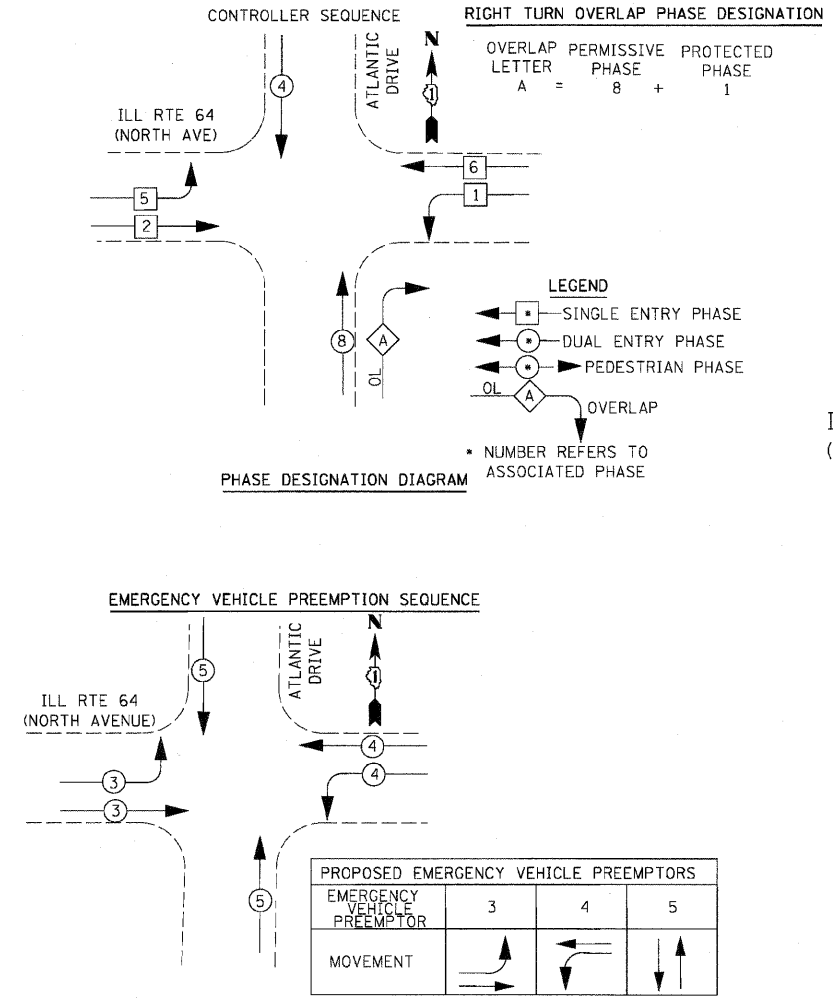 CONTROLLER SEQUENCE
RIGHT TURN OVERLAP PHASE DESIGNATION
OVERLAP PERMISSIVE PROTECTED
LETTER PHASE PHASE
A = 8 + 1
N
ATLANTIC
DRIVE
4
1
ILL RTE 64
(NORTH AVE)
6
5
1
2
8
A
OL
LEGEND
* SINGLE ENTRY PHASE
* DUAL ENTRY PHASE
* PEDESTRIAN PHASE
OL
A
OVERLAP
* NUMBER REFERS TO
ASSOCIATED PHASE
I
(
PHASE DESIGNATION DIAGRAM
EMERGENCY VEHICLE PREEMPTION SEQUENCE
N
ATLANTIC
DRIVE
5
1
ILL RTE 64
(NORTH AVENUE)
4
3
4
3
5
PROPOSED EMERGENCY VEHICLE PREEMPTORS
EMERGENCY
VEHICLE
PREEMPTOR
3 4 5
MOVEMENT